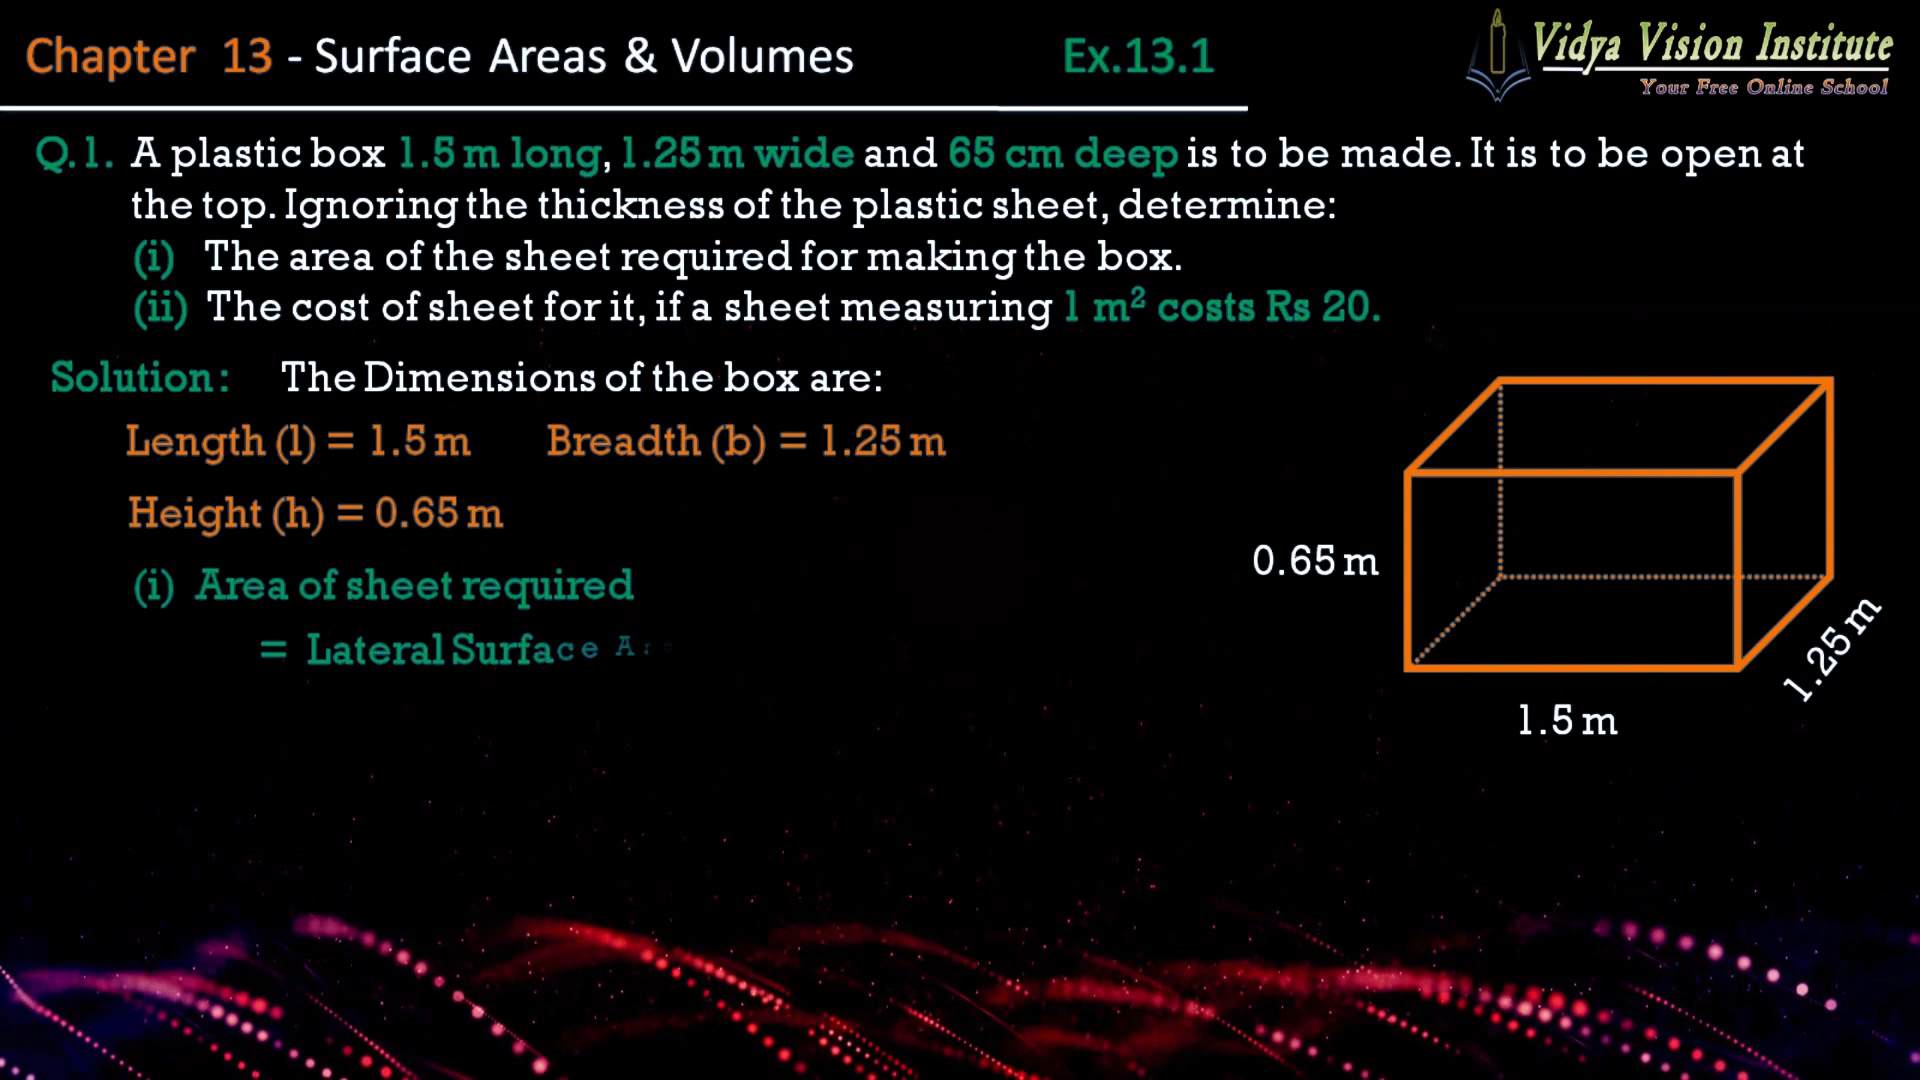 Chapter 13 - Surface Areas & Volumes
Ex.13.1
Vidya Vision Institute
Your Free Online School
Q.1. A plastic box 1.5 m long, 1.25 m wide and 65 cm deep is to be made. It is to be open at
the top. Ignoring the thickness of the plastic sheet, determine:
(i) The area of the sheet required for making the box.
(ii) The cost of sheet for it, if a sheet measuring 1 m² costs Rs 20.
Solution: The Dimensions of the box are:
Length (l) = 1.5 m Breadth (b) = 1.25 m
Height (h) = 0.65 m
(i) Area of sheet required
= Lateral Surface
0.65 m
1.25 m
1.5 m